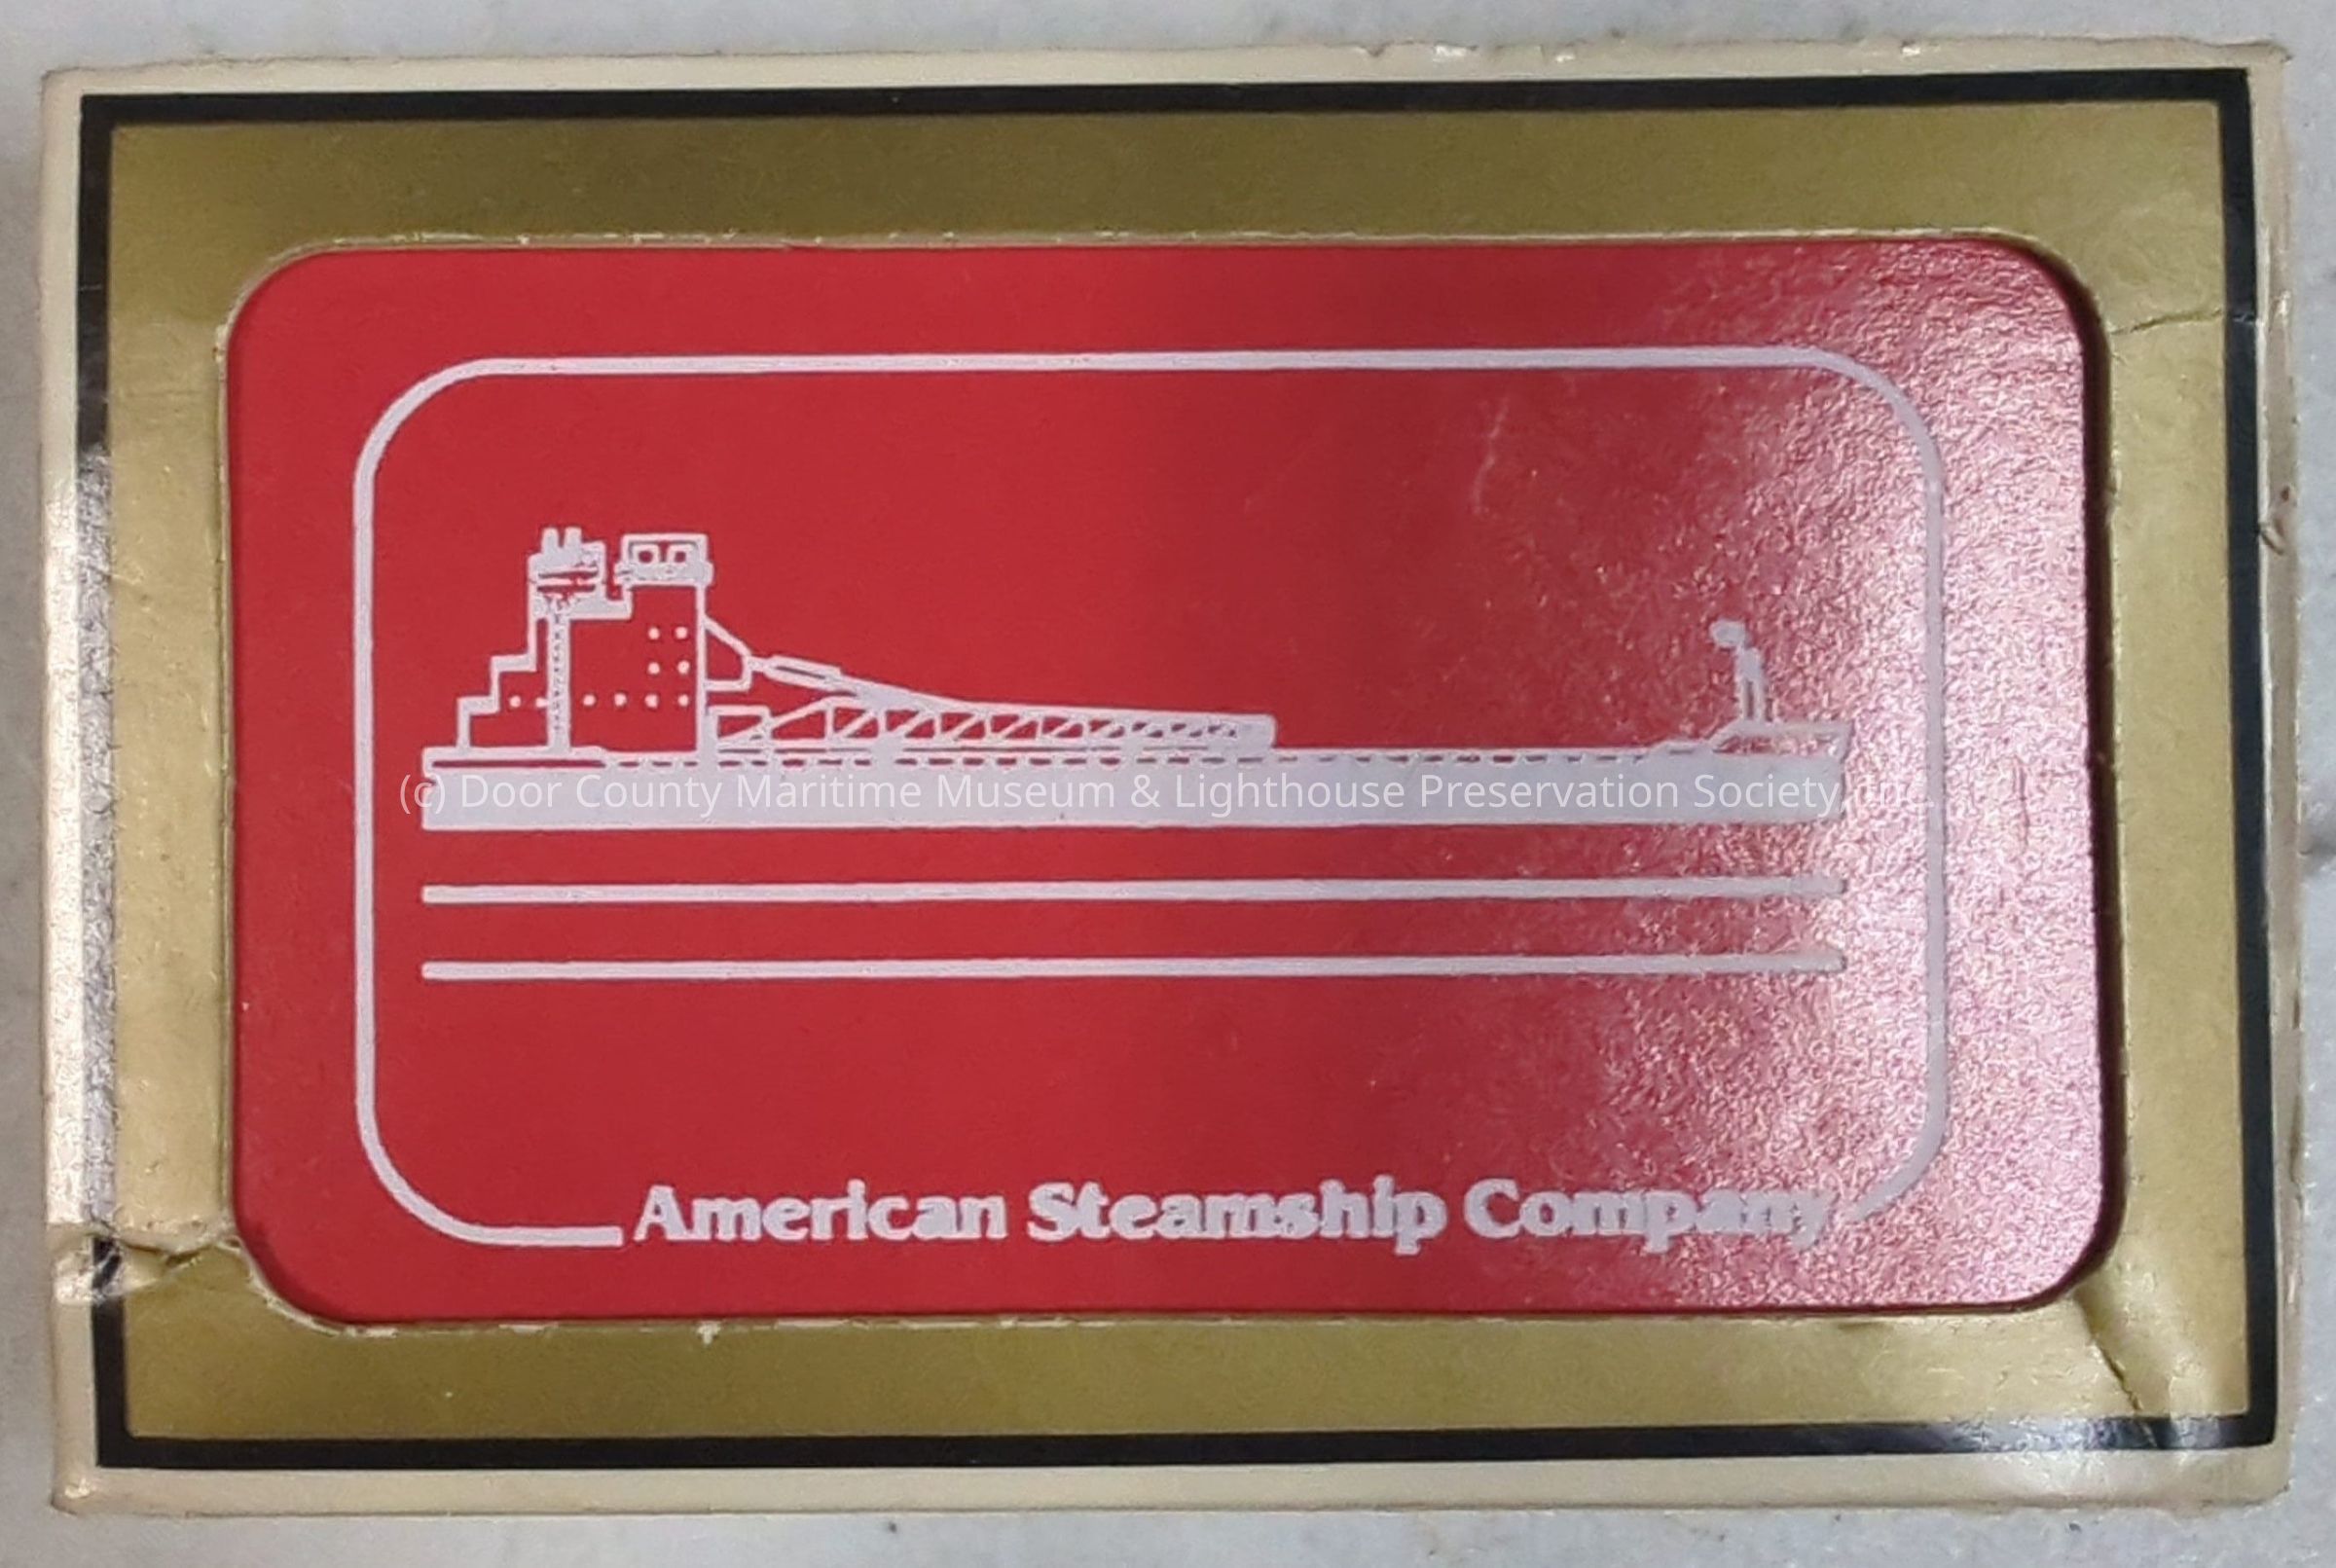 (c) Door County Maritime Museum & Lighthouse Preservation Society, Inc.
American Steamship Company